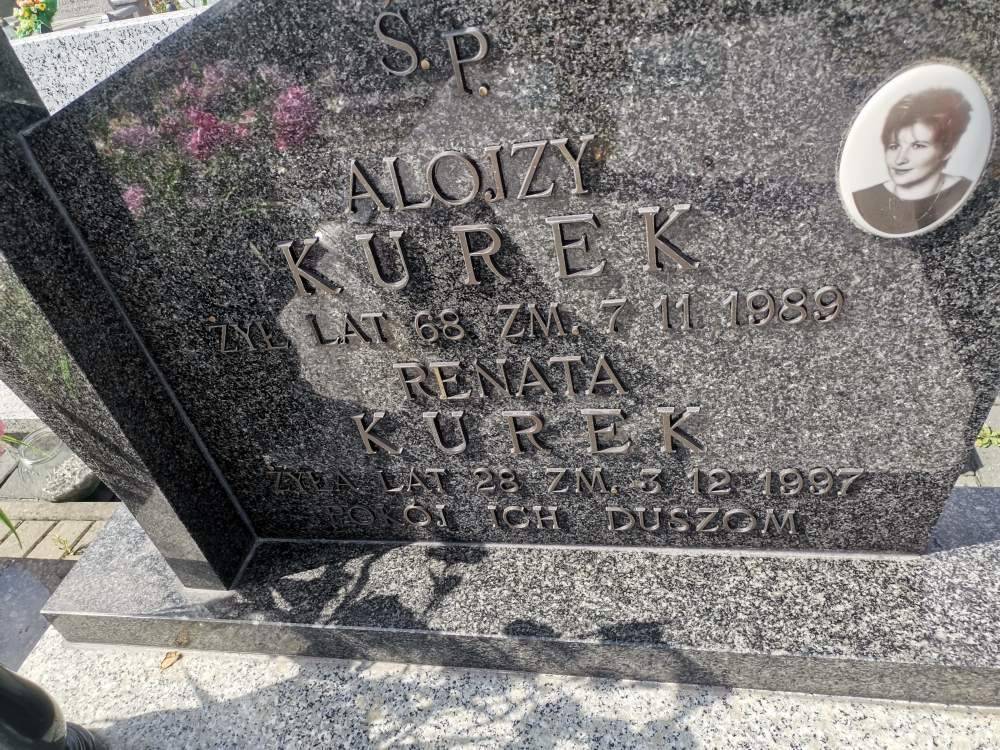 Ś.P.
ALOJZY
KUREK
ŻYŁ LAT 68 ZM. 7 11 1989
RENATA
KUREK
ŻYŁA LAT 28 ZM. 3 12 1997
POKÓJ ICH DUSZOM